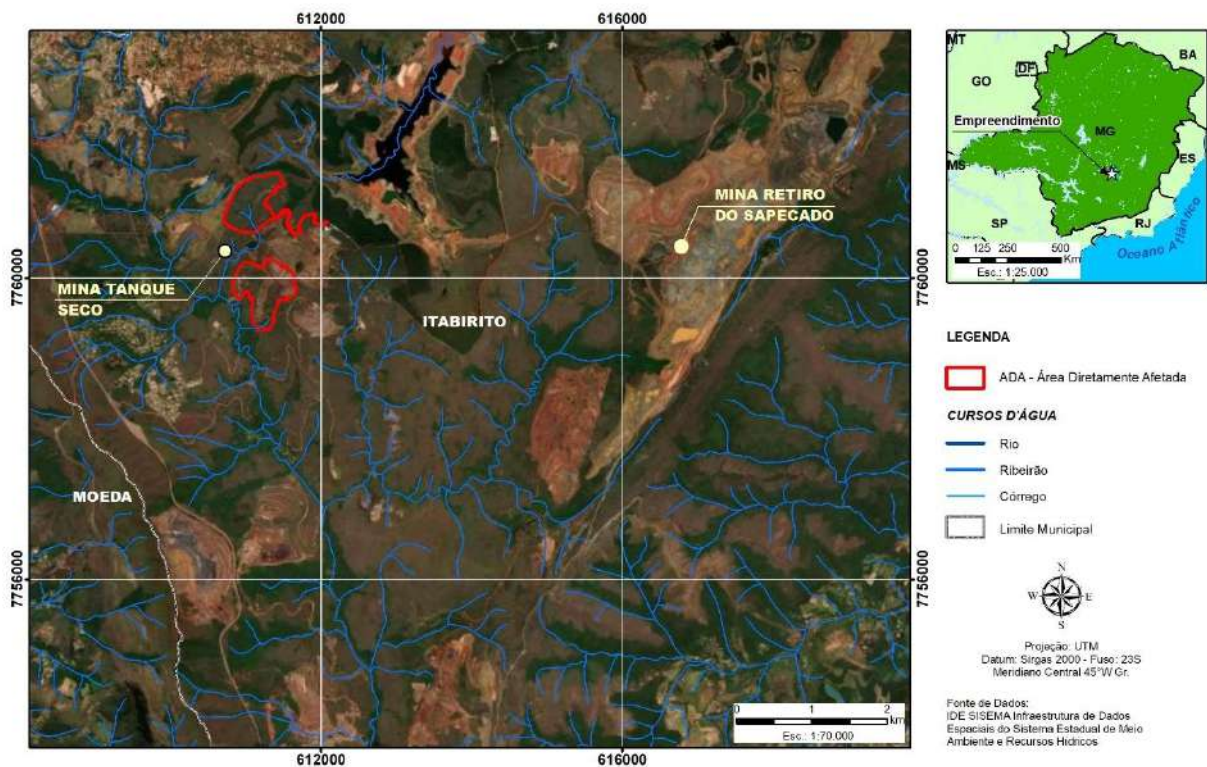 612000
616000
MINA RETIRO
DO SAPECADO
7760000
7760000
MINA TANQUE
SECO
ITABIRITO
MOEDA
7756000
7756000
0 1 2
km
Esc.: 1:70.000
612000
616000
MT
BA
DF
GO
Empreendimento
MG
MS
ES
SP
RJ
Oceano Atlântico
0 125 250 500
Km
Esc.: 1:25.000
LEGENDA
ADA - Área Diretamente Afetada
CURSOS D'ÁGUA
Rio
Ribeirão
Córrego
Limite Municipal
N
W E
S
Projeção: UTM
Datum: Sirgas 2000 - Fuso: 23S
Meridiano Central 45°W Gr.
Fonte de Dados:
IDE SISEMA Infraestrutura de Dados
Espaciais do Sistema Estadual de Meio
Ambiente e Recursos Hídricos